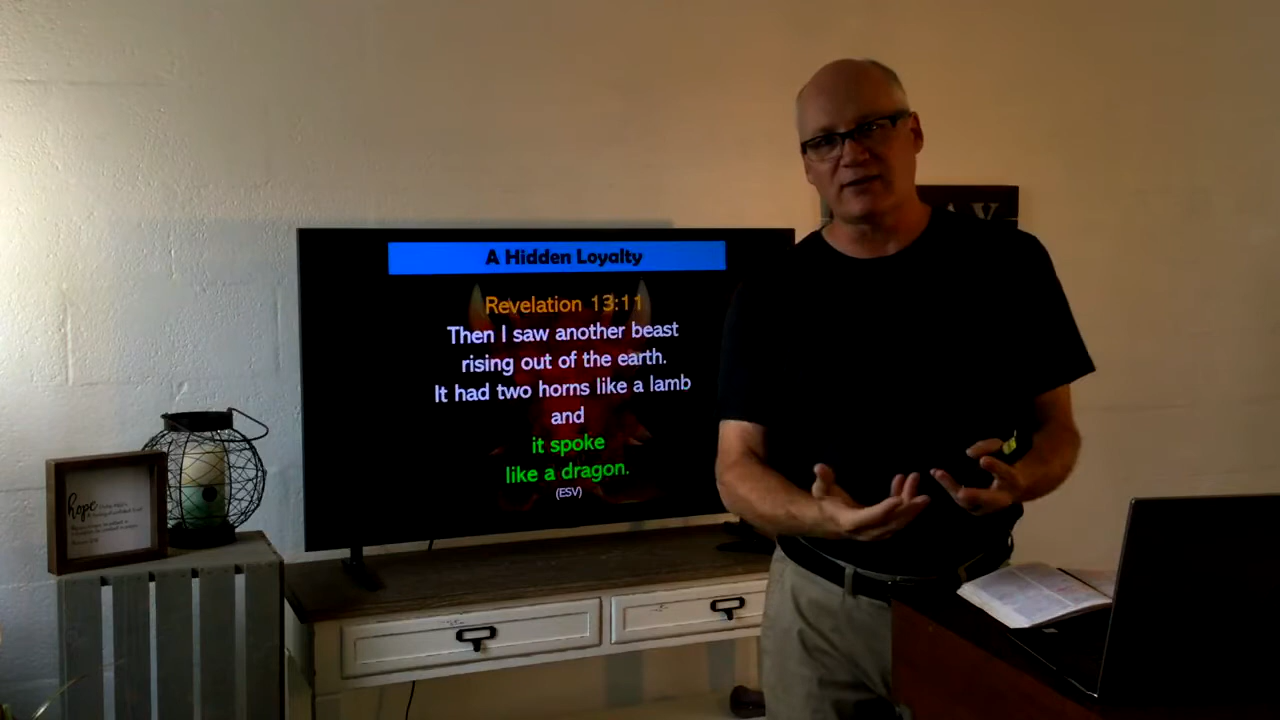 A Hidden Loyalty
Revelation 13:11
Then I saw another beast
rising out of the earth.
It had two horns like a lamb
and
it spoke
like a dragon.
(ESV)
hope